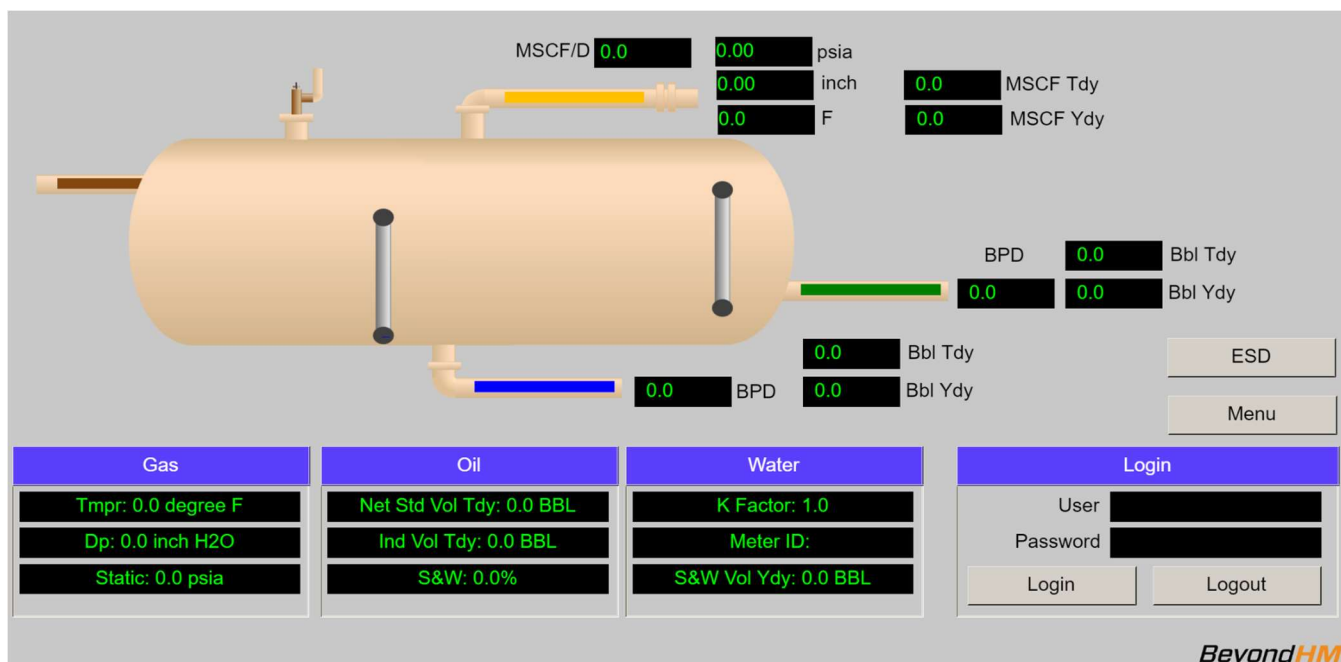 MSCF/D 0.0 0.00 psia
0.00 inch 0.0 MSCF Tdy
0.0 F 0.0 MSCF Ydy
BPD 0.0 Bbl Tdy
0.0 0.0 Bbl Ydy
0.0 Bbl Tdy
0.0 BPD 0.0 Bbl Ydy
ESD
Menu
Gas
Tmpr: 0.0 degree F
Dp: 0.0 inch H2O
Static: 0.0 psia
Oil
Net Std Vol Tdy: 0.0 BBL
Ind Vol Tdy: 0.0 BBL
S&W: 0.0%
Water
K Factor: 1.0
Meter ID:
S&W Vol Ydy: 0.0 BBL
Login
User
Password
Login Logout
BeyondHM